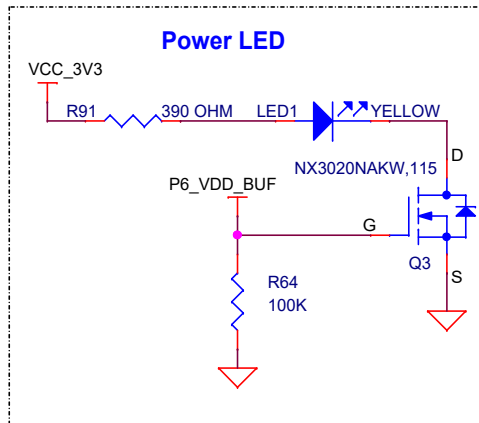 Power LED
VCC_3V3
R91 390 OHM LED1 YELLOW
D
NX3020NAKW,115
P6_VDD_BUF
G
Q3
S
R64
100K